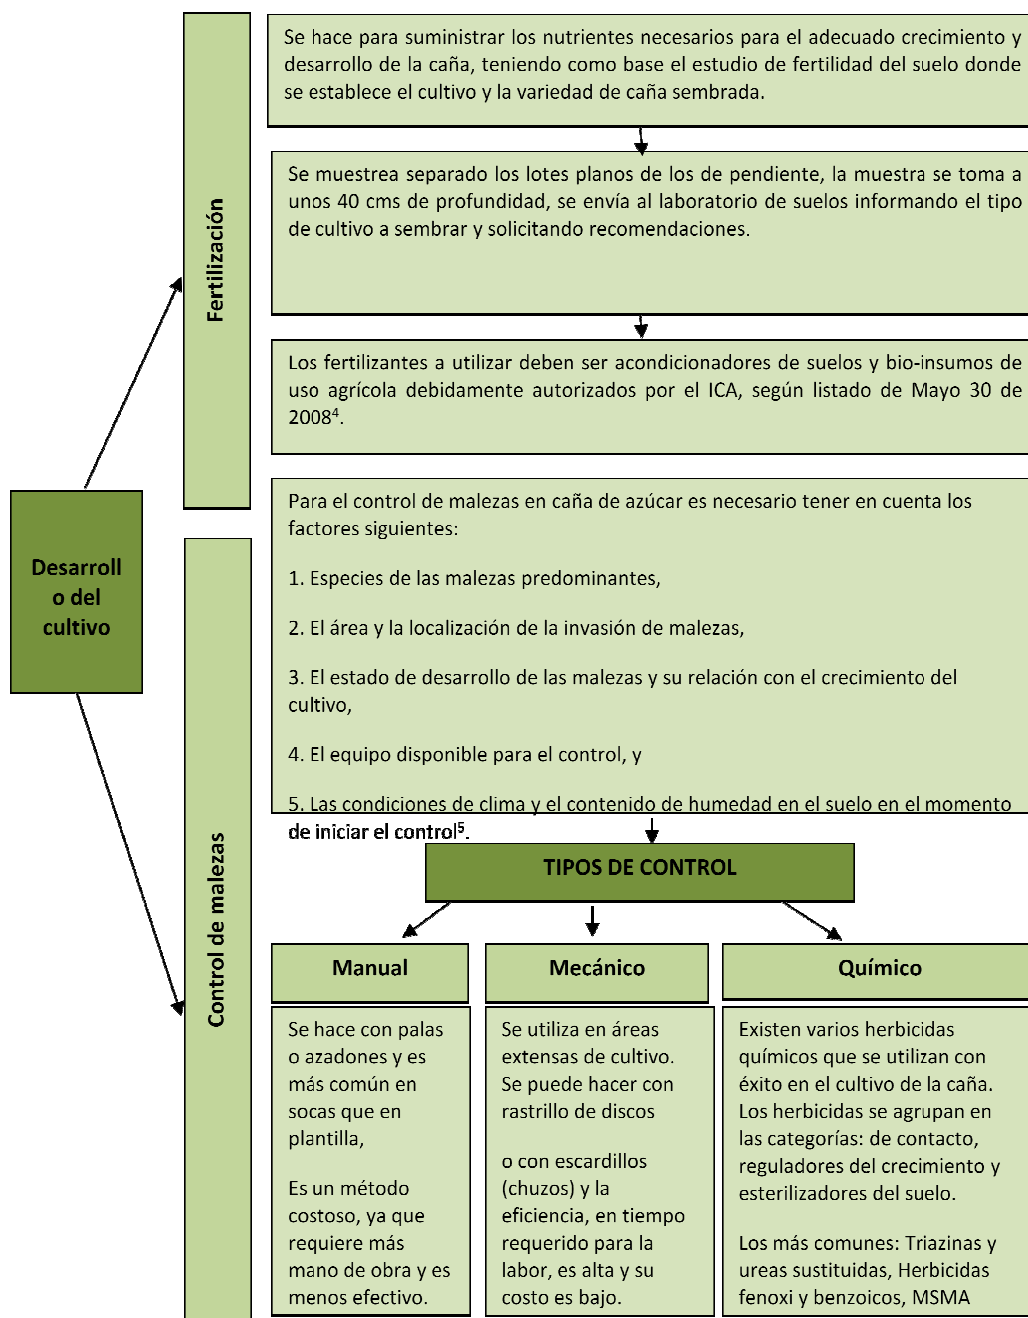 Desarroll
o del
cultivo
Fertilización
Se hace para suministrar los nutrientes necesarios para el adecuado crecimiento y
desarrollo de la caña, teniendo como base el estudio de fertilidad del suelo donde
se establece el cultivo y la variedad de caña sembrada.
Se muestrea separado los lotes planos de los de pendiente, la muestra se toma a
unos 40 cms de profundidad, se envía al laboratorio de suelos informando el tipo
de cultivo a sembrar y solicitando recomendaciones.
Los fertilizantes a utilizar deben ser acondicionadores de suelos y bio-insumos de
uso agrícola debidamente autorizados por el ICA, según listado de Mayo 30 de
2008⁴.
Control de malezas
Para el control de malezas en caña de azúcar es necesario tener en cuenta los
factores siguientes:
1. Especies de las malezas predominantes,
2. El área y la localización de la invasión de malezas,
3. El estado de desarrollo de las malezas y su relación con el crecimiento del
cultivo,
4. El equipo disponible para el control, y
5. Las condiciones de clima y el contenido de humedad en el suelo en el momento
de iniciar el control⁵.
TIPOS DE CONTROL
Manual
Se hace con palas
o azadones y es
más común en
socas que en
plantilla,
Es un método
costoso, ya que
requiere más
mano de obra y es
menos efectivo.
Mecánico
Se utiliza en áreas
extensas de cultivo.
Se puede hacer con
rastrillo de discos
o con escardillos
(chuzos) y la
eficiencia, en tiempo
requerido para la
labor, es alta y su
costo es bajo.
Químico
Existen varios herbicidas
químicos que se utilizan con
éxito en el cultivo de la caña.
Los herbicidas se agrupan en
las categorías: de contacto,
reguladores del crecimiento y
esterilizadores del suelo.
Los más comunes: Triazinas y
ureas sustituidas, Herbicidas
fenoxi y benzoicos, MSMA